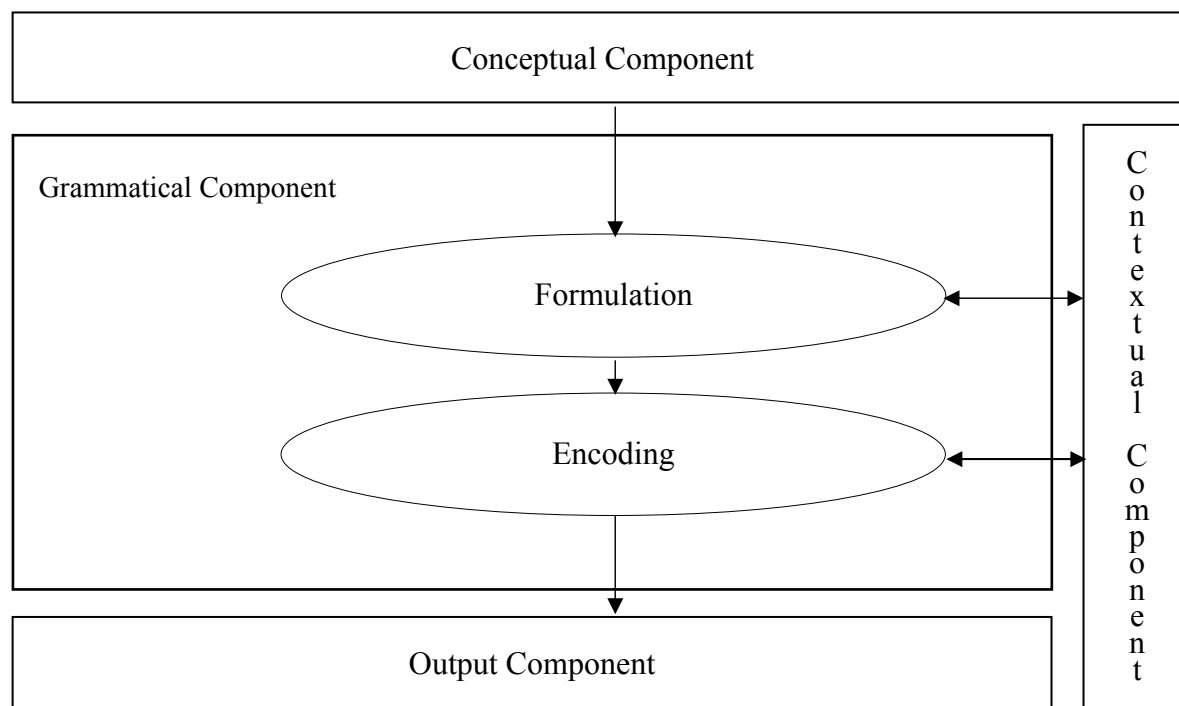 Conceptual Component
Grammatical Component
Formulation
Encoding
Output Component
Contextual Component